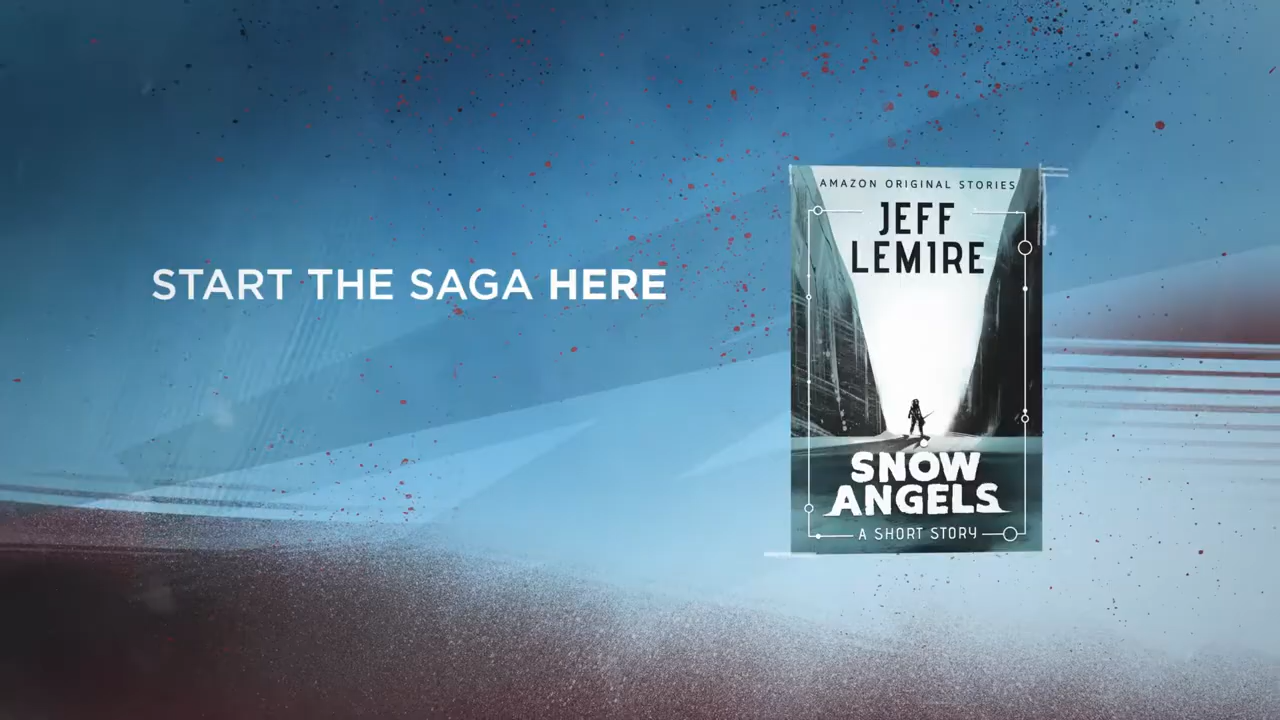 START THE SAGA HERE
AMAZON ORIGINAL STORIES
JEFF
LEMIRE
SNOW
ANGELS
A SHORT STORY